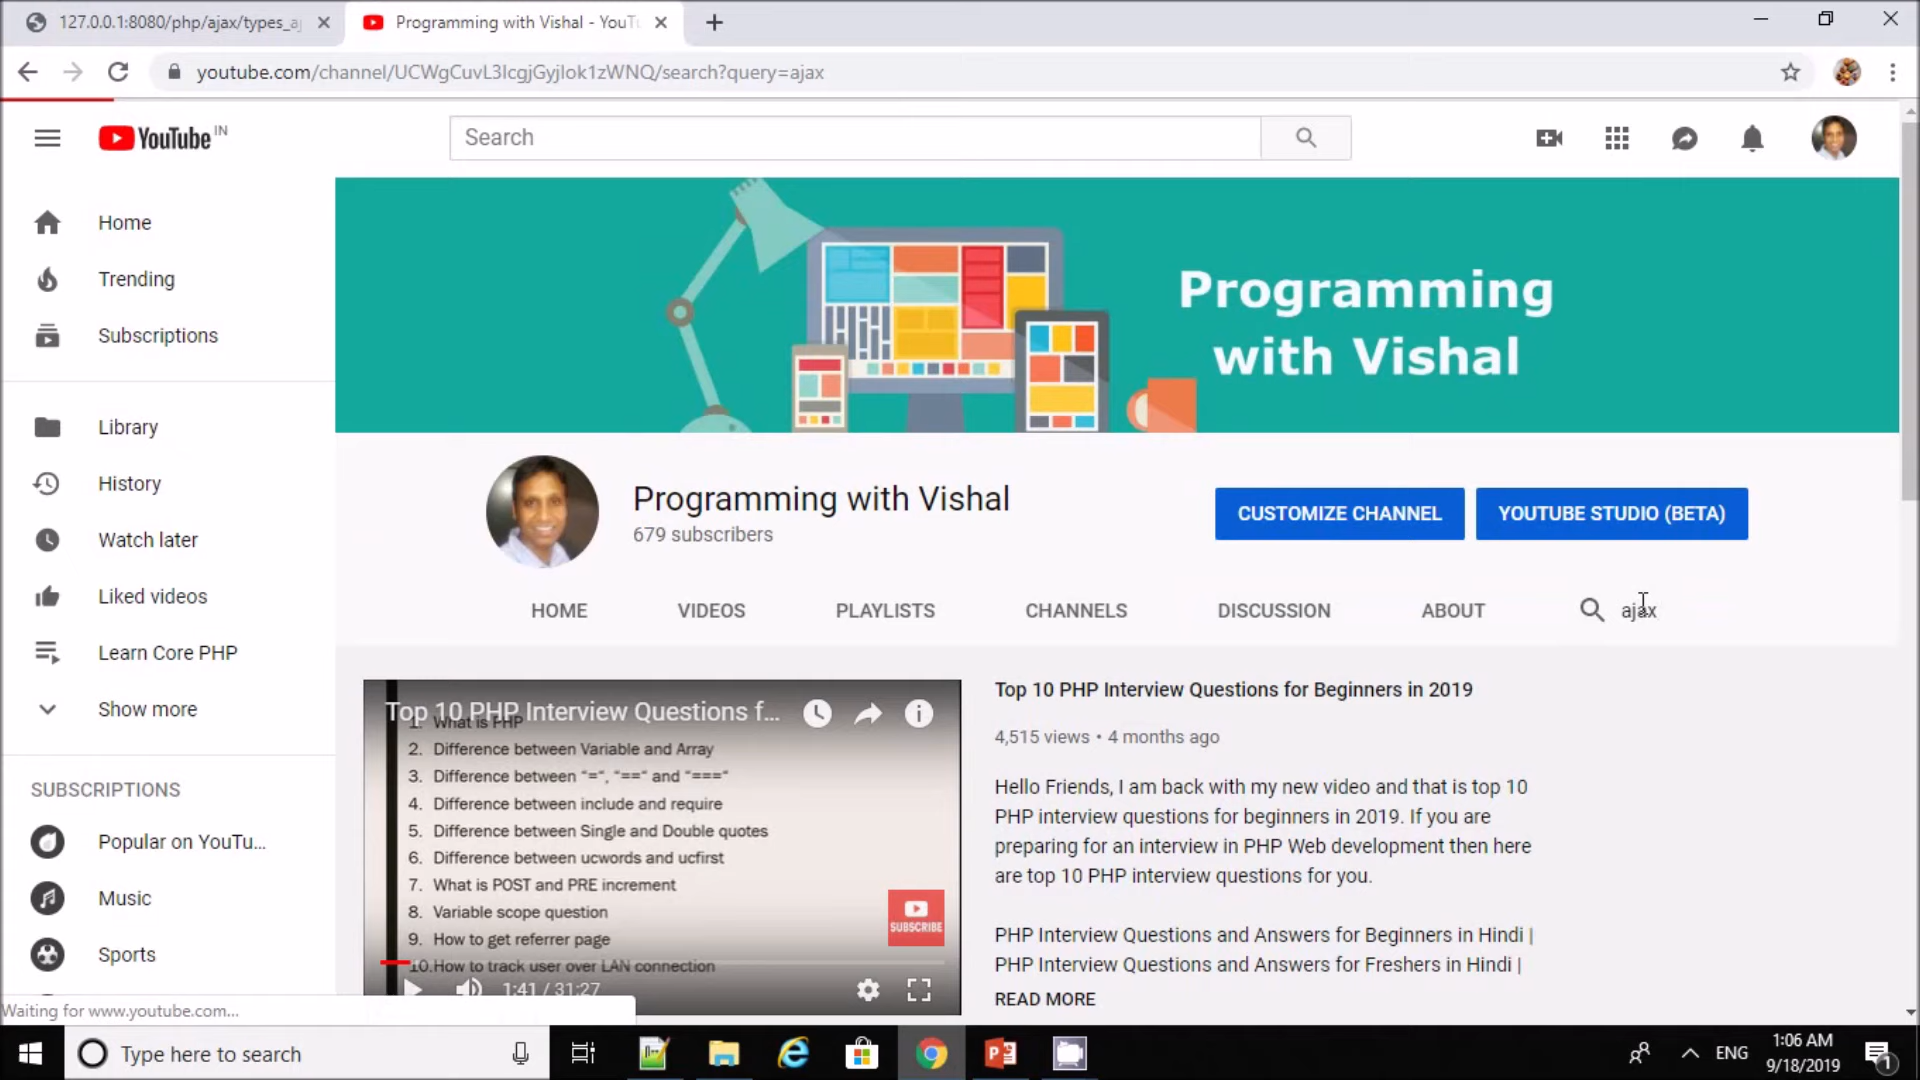 127.0.0.1:8080/php/ajax/types_aj
Programming with Vishal - YouTu
youtube.com/channel/UCWgCuvL3IcgjGyjIok1zWNQ/search?query=ajax
YouTube IN
Search
Home
Trending
Subscriptions
Library
History
Watch later
Liked videos
Learn Core PHP
Show more
SUBSCRIPTIONS
Popular on YouTu...
Music
Sports
Programming
with Vishal
Programming with Vishal
679 subscribers
CUSTOMIZE CHANNEL
YOUTUBE STUDIO (BETA)
HOME VIDEOS PLAYLISTS CHANNELS DISCUSSION ABOUT ajax
Top 10 PHP Interview Questions f...
1. What is PHP
2. Difference between Variable and Array
3. Difference between "=", "==" and "==="
4. Difference between include and require
5. Difference between Single and Double quotes
6. Difference between ucwords and ucfirst
7. What is POST and PRE increment
8. Variable scope question
9. How to get referrer page
10. How to track user over LAN connection
SUBSCRIBE
1:41 / 31:27
Top 10 PHP Interview Questions for Beginners in 2019
4,515 views • 4 months ago
Hello Friends, I am back with my new video and that is top 10
PHP interview questions for beginners in 2019. If you are
preparing for an interview in PHP Web development then here
are top 10 PHP interview questions for you.
PHP Interview Questions and Answers for Beginners in Hindi |
PHP Interview Questions and Answers for Freshers in Hindi |
READ MORE
Waiting for www.youtube.com...
Type here to search
ENG
1:06 AM
9/18/2019
1